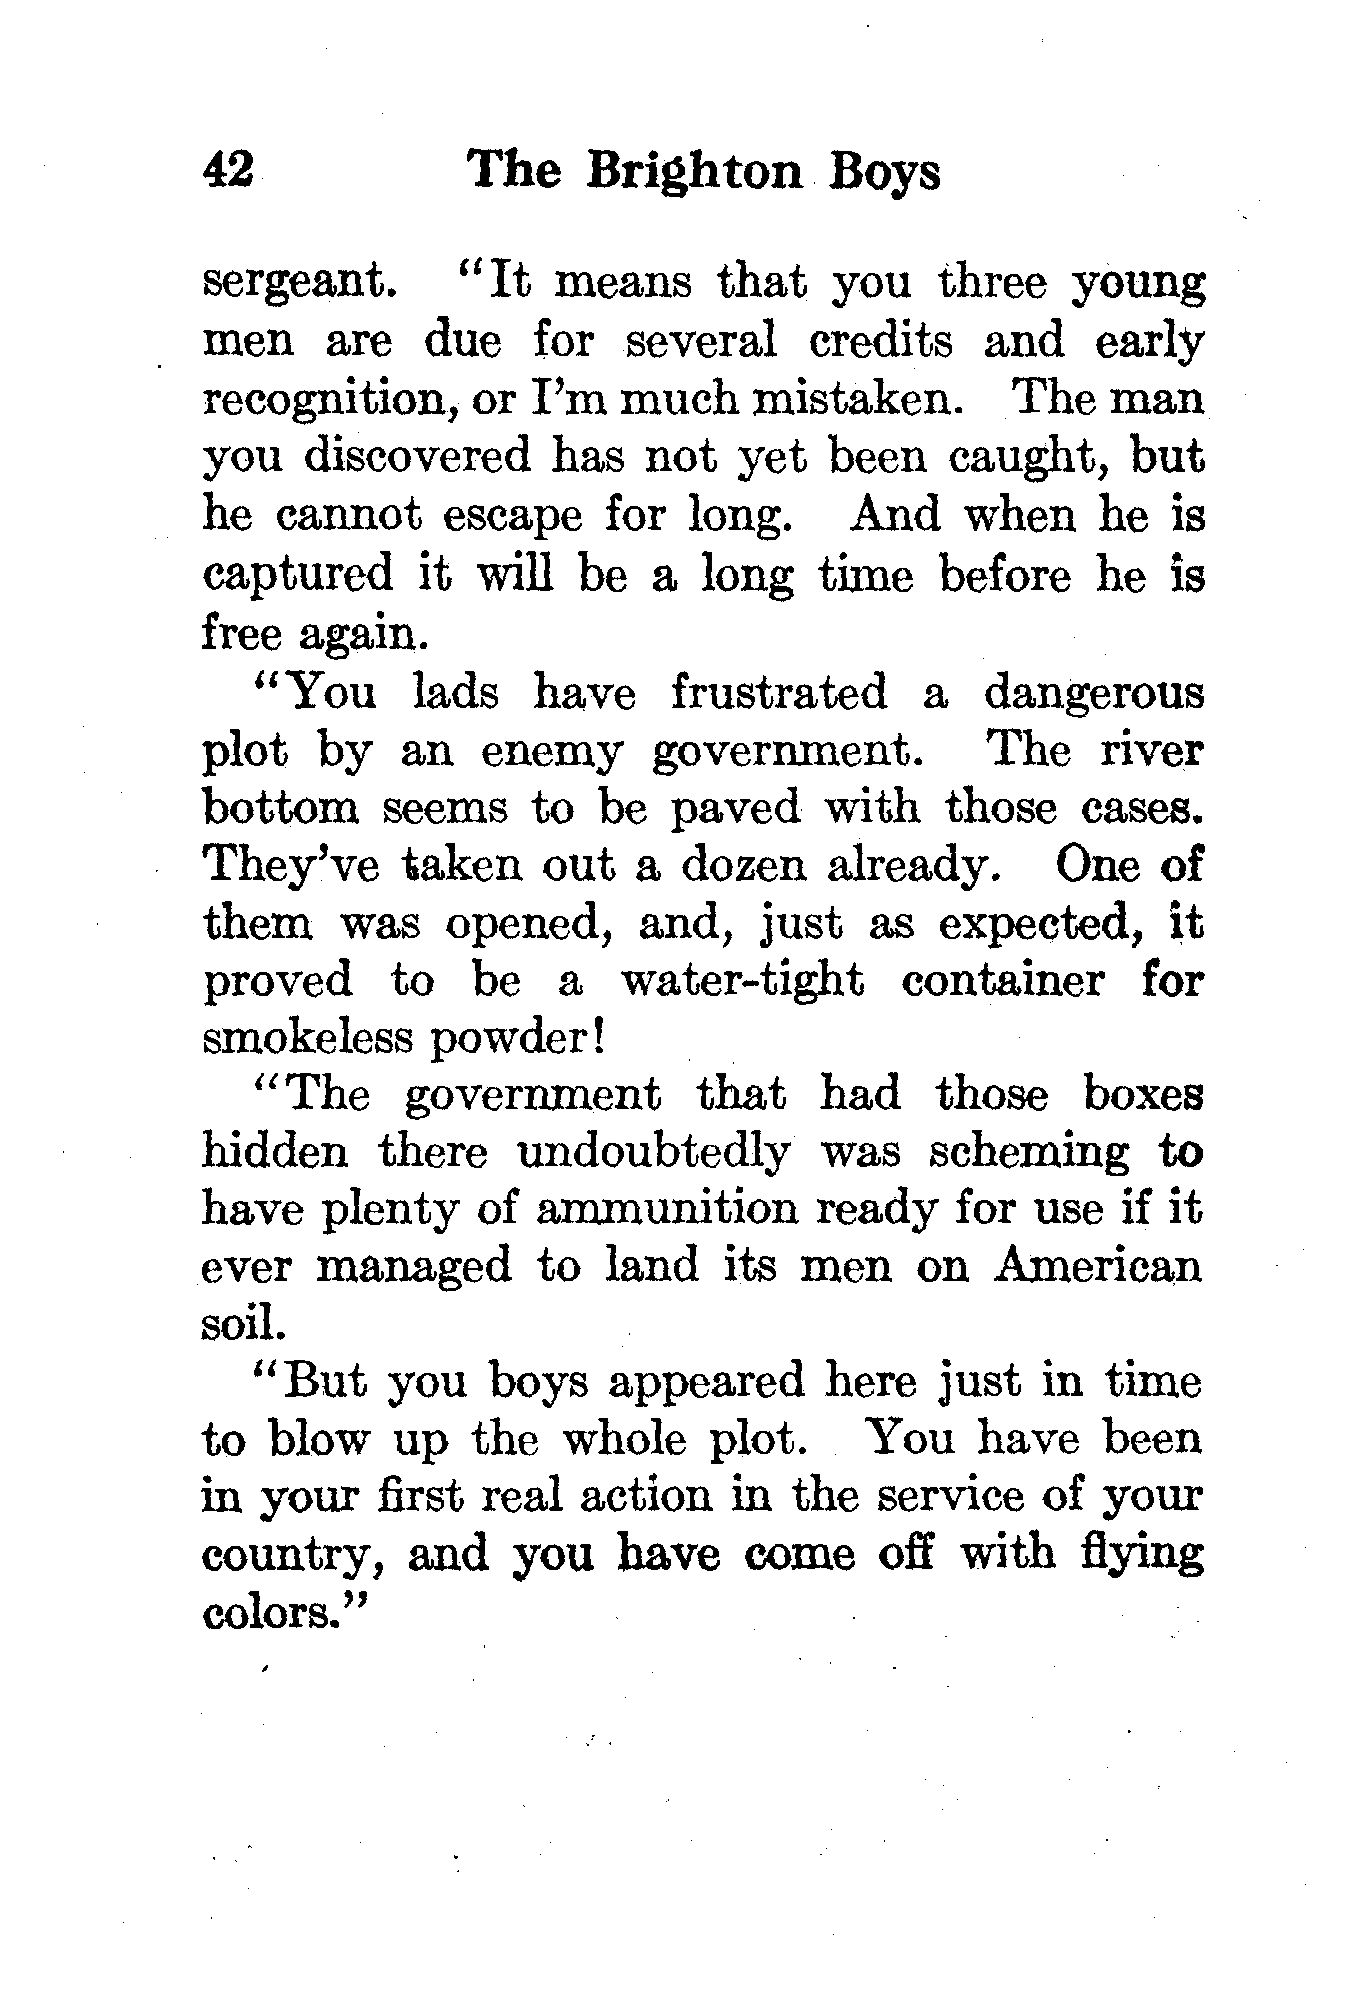 42 The Brighton Boys
sergeant. "It means that you three young
men are due for several credits and early
recognition, or I'm much mistaken. The man
you discovered has not yet been caught, but
he cannot escape for long. And when he is
captured it will be a long time before he is
free again.
"You lads have frustrated a dangerous
plot by an enemy government. The river
bottom seems to be paved with those cases.
They've taken out a dozen already. One of
them was opened, and, just as expected, it
proved to be a water-tight container for
smokeless powder!
"The government that had those boxes
hidden there undoubtedly was scheming to
have plenty of ammunition ready for use if it
ever managed to land its men on American
soil.
"But you boys appeared here just in time
to blow up the whole plot. You have been
in your first real action in the service of your
country, and you have come off with flying
colors."